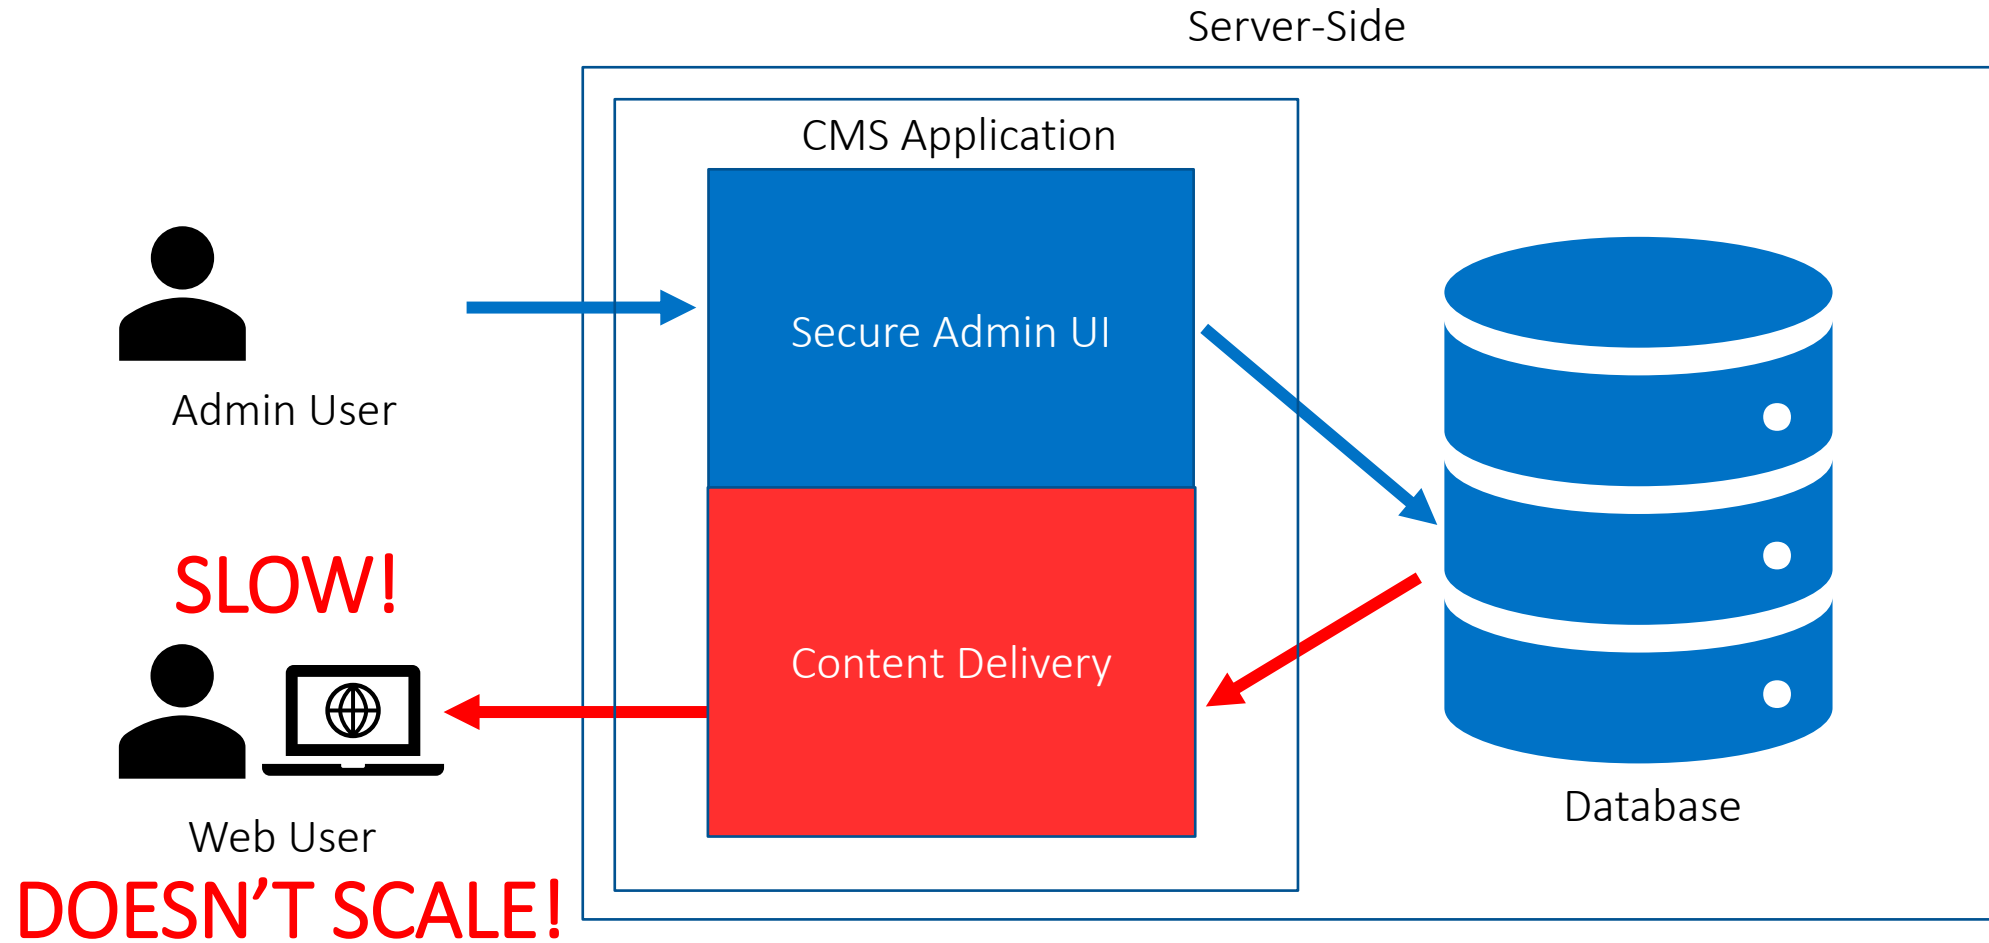 Server-Side
CMS Application
Secure Admin UI
Admin User
SLOW!
Content Delivery
Database
Web User
DOESN’T SCALE!